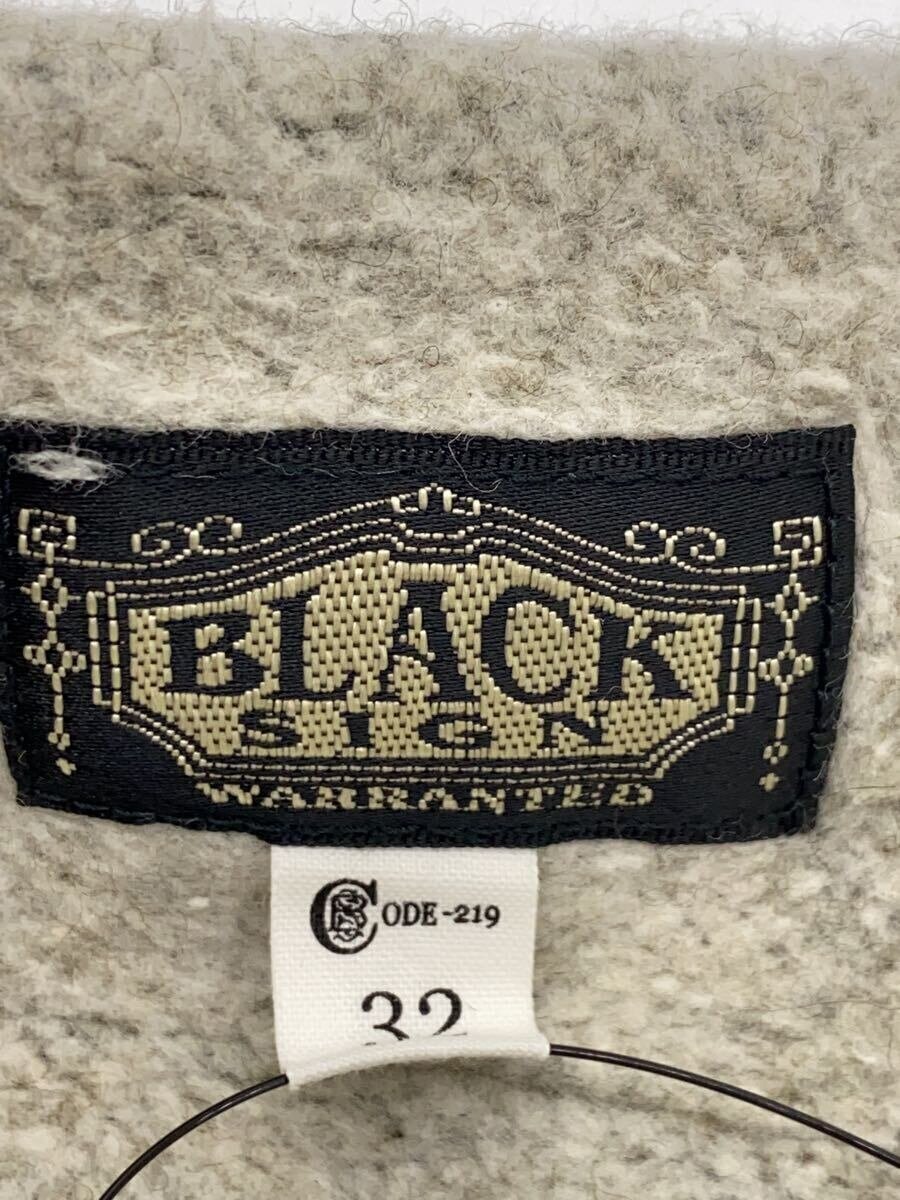 BLACK
SIGN
WARRANTED
CODE-219
32